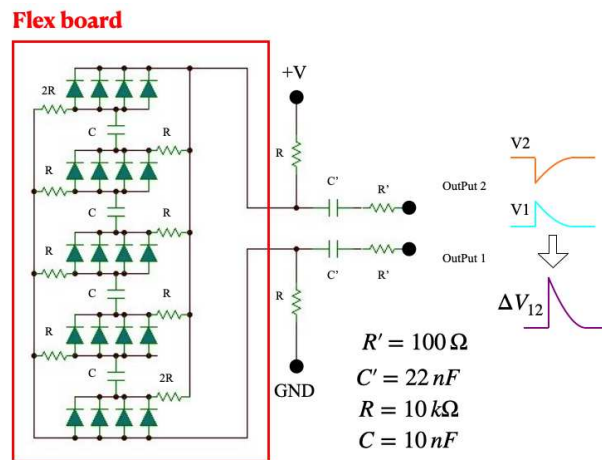 Flex board
2R
C
R
R
C
R
R
C
R
R
C
R
2R
+V
R
C'
R'
OutPut 2
OutPut 1
C'
R'
R
GND
V2
V1
ΔV₁₂
R′ = 100 Ω
C′ = 22 nF
R = 10 kΩ
C = 10 nF